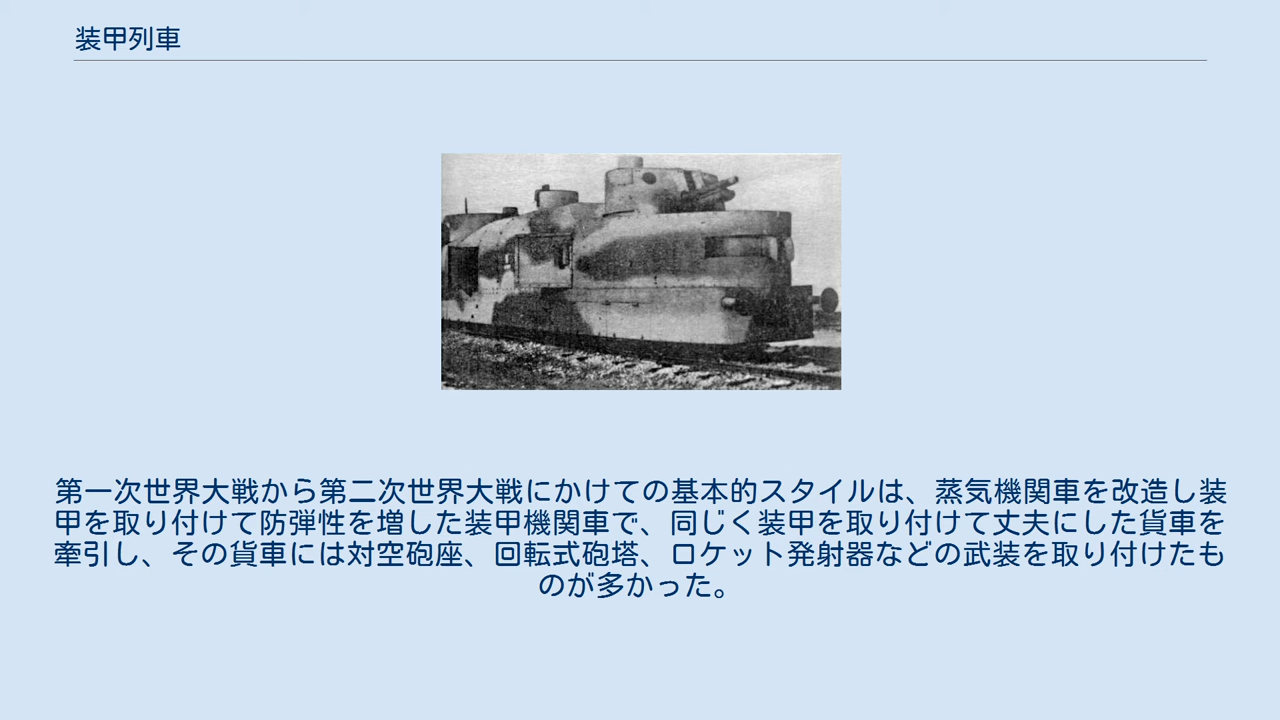 装甲列車
第一次世界大戦から第二次世界大戦にかけての基本的スタイルは、蒸気機関車を改造し装
甲を取り付けて防弾性を増した装甲機関車で、同じく装甲を取り付けて丈夫にした貨車を
牽引し、その貨車には対空砲座、回転式砲塔、ロケット発射器などの武装を取り付けたも
のが多かった。